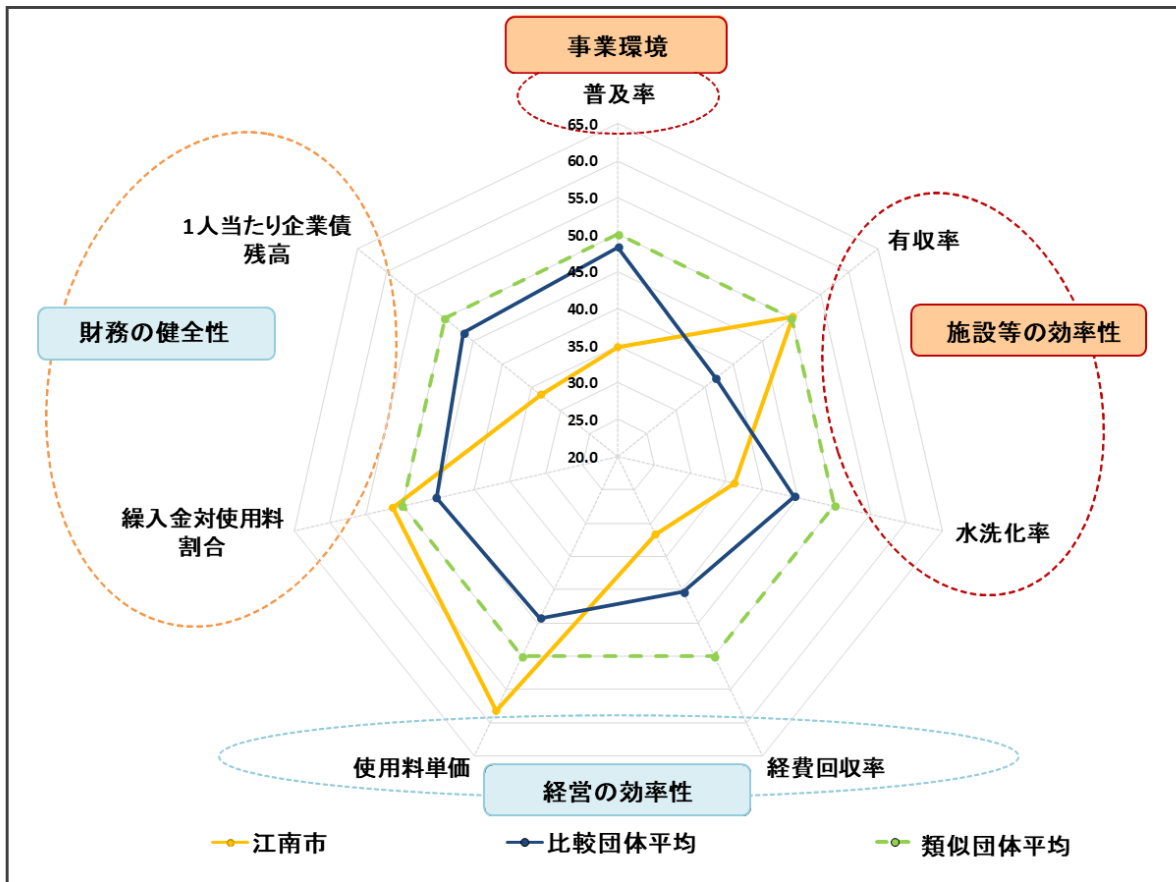 事業環境
普及率
65.0
60.0
55.0
50.0
45.0
40.0
35.0
30.0
25.0
20.0
1人当たり企業債
残高
有収率
財務の健全性
施設等の効率性
繰入金対使用料
割合
水洗化率
使用料単価
経費回収率
経営の効率性
江南市
比較団体平均
類似団体平均